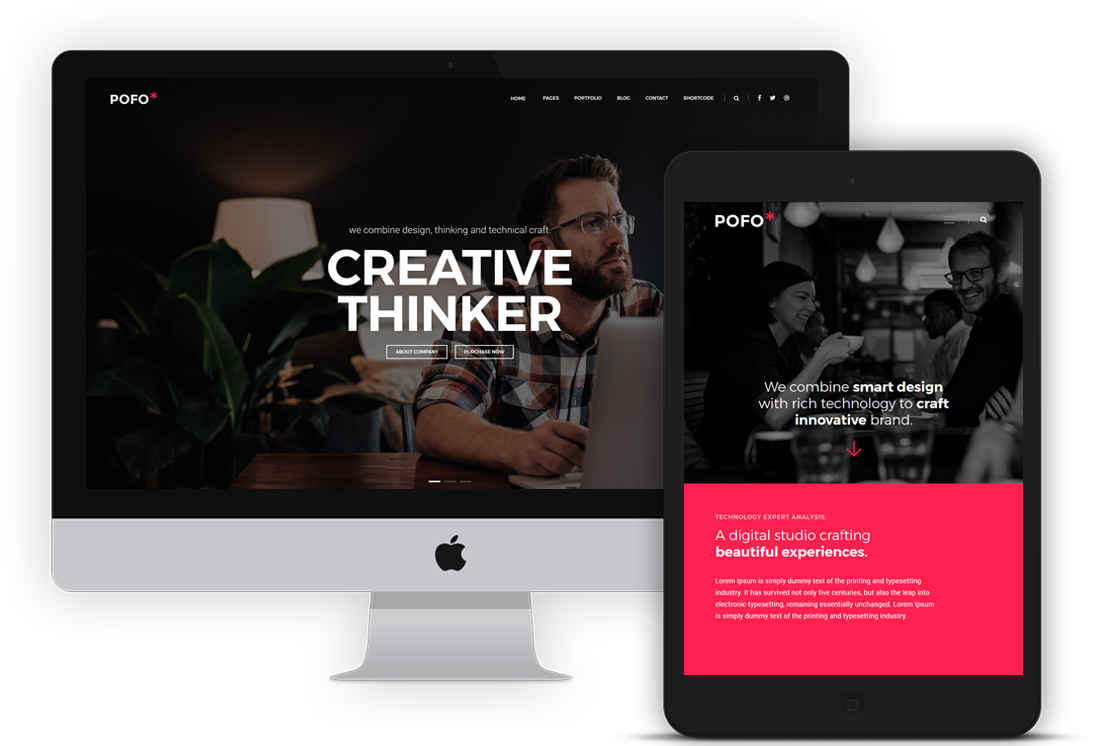 POFO*
HOME PAGES PORTFOLIO BLOG CONTACT SHORTCODE
we combine design, thinking and technical craft.
CREATIVE
THINKER
ABOUT COMPANY PURCHASE NOW
POFO*
We combine smart design
with rich technology to craft
innovative brand.
TECHNOLOGY EXPERT ANALYSIS.
A digital studio crafting
beautiful experiences.
Lorem Ipsum is simply dummy text of the printing and typesetting
industry. It has survived not only five centuries, but also the leap into
electronic typesetting, remaining essentially unchanged. Lorem Ipsum
is simply dummy text of the printing and typesetting industry.